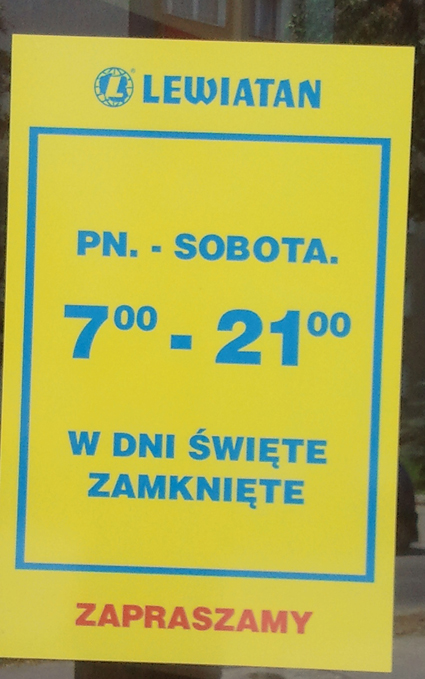 LEWIATAN
PN. - SOBOTA.
7⁰⁰ - 21⁰⁰
W DNI ŚWIĘTE
ZAMKNIĘTE
ZAPRASZAMY